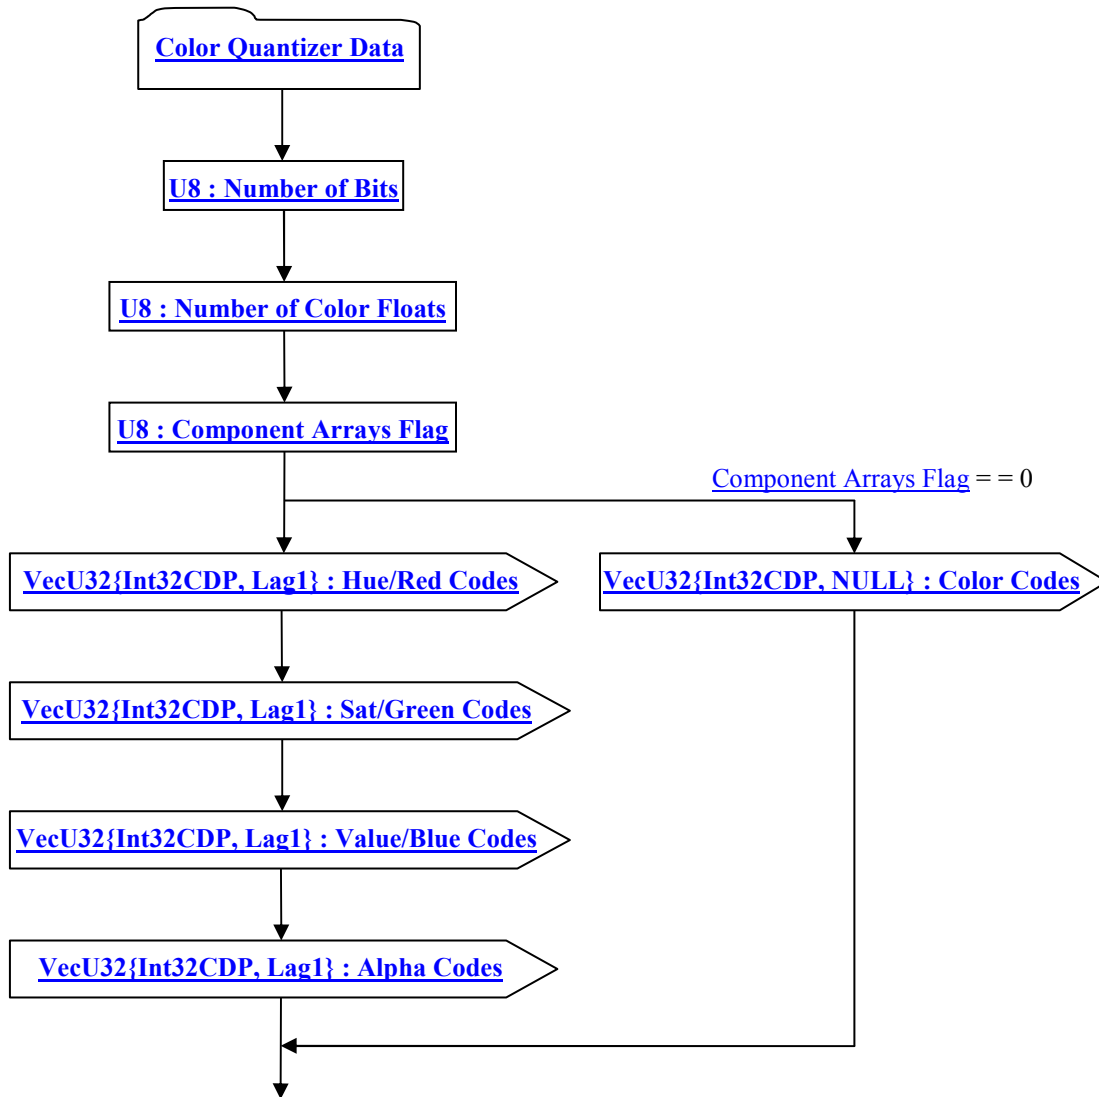 Color Quantizer Data
U8 : Number of Bits
U8 : Number of Color Floats
U8 : Component Arrays Flag
Component Arrays Flag = = 0
VecU32{Int32CDP, Lag1} : Hue/Red Codes
VecU32{Int32CDP, NULL} : Color Codes
VecU32{Int32CDP, Lag1} : Sat/Green Codes
VecU32{Int32CDP, Lag1} : Value/Blue Codes
VecU32{Int32CDP, Lag1} : Alpha Codes